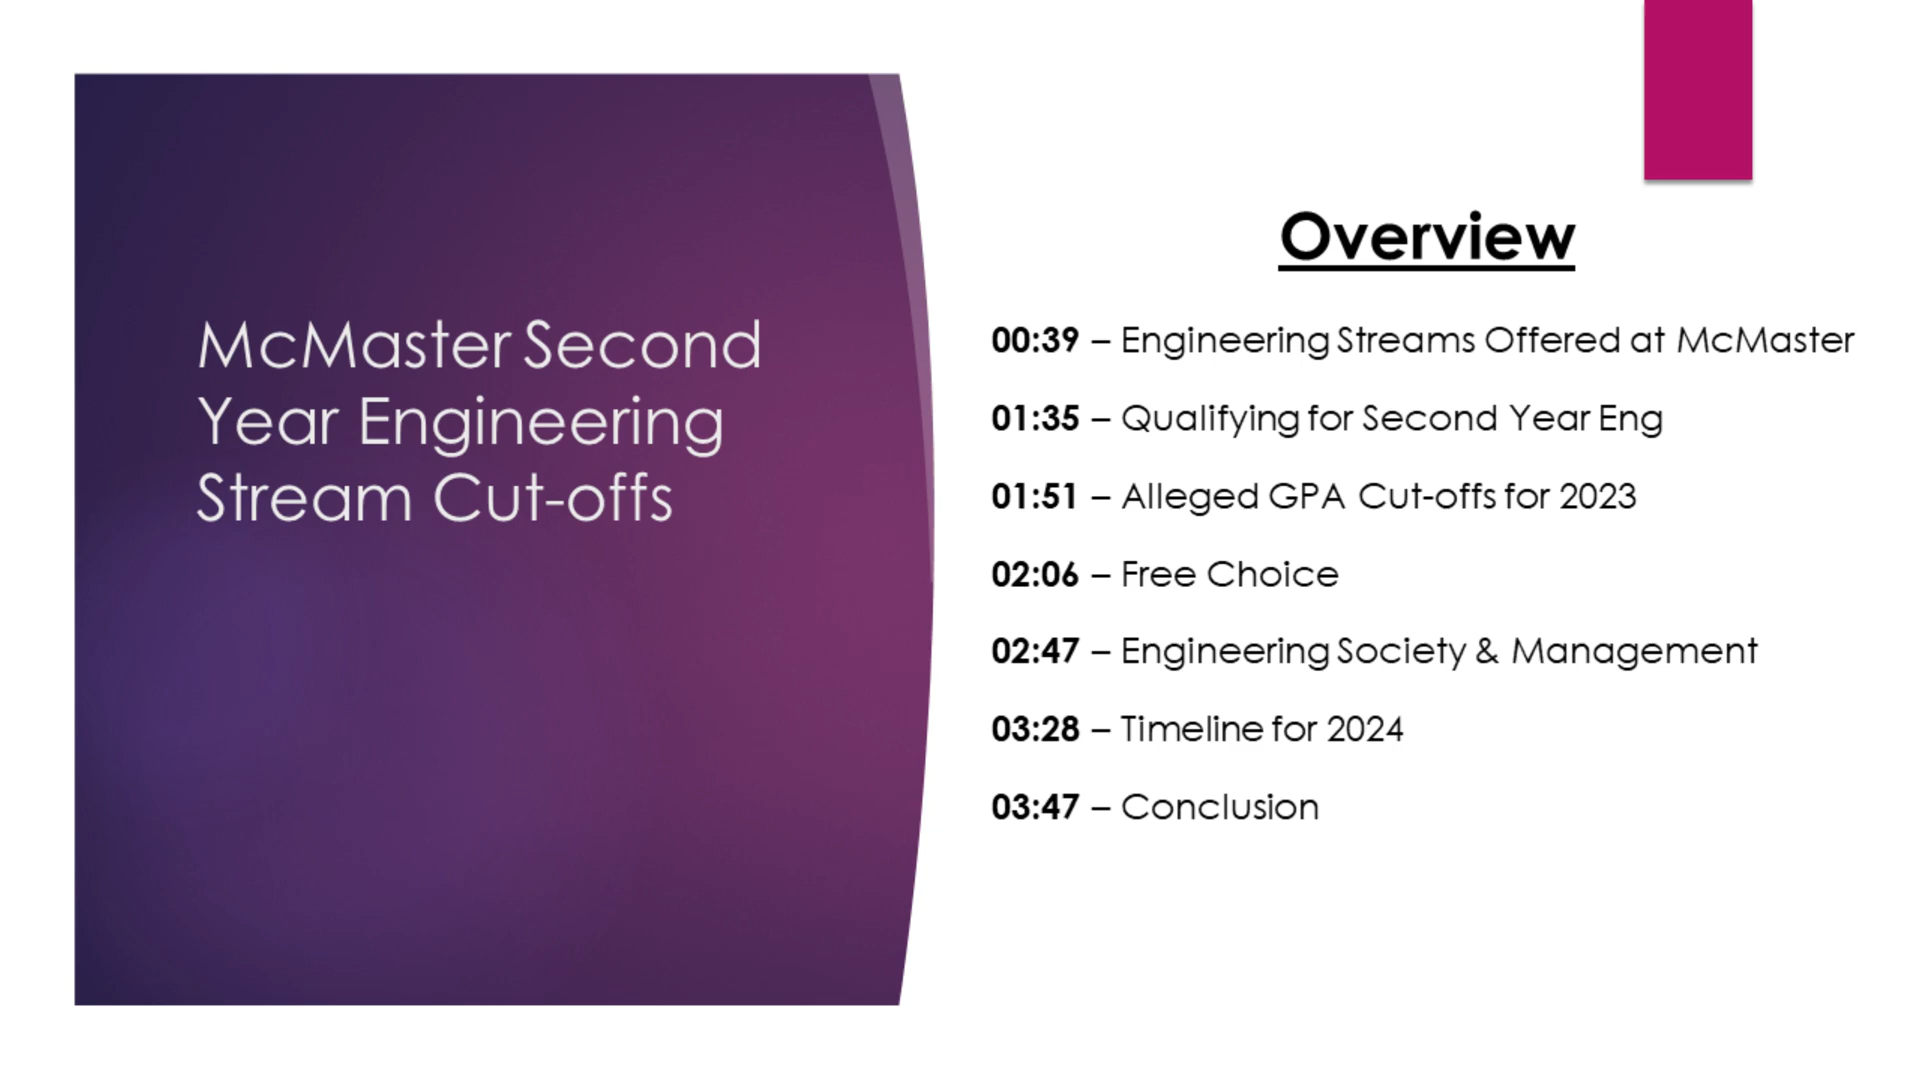 McMaster Second
Year Engineering
Stream Cut-offs
Overview
00:39 – Engineering Streams Offered at McMaster
01:35 – Qualifying for Second Year Eng
01:51 – Alleged GPA Cut-offs for 2023
02:06 – Free Choice
02:47 – Engineering Society & Management
03:28 – Timeline for 2024
03:47 – Conclusion